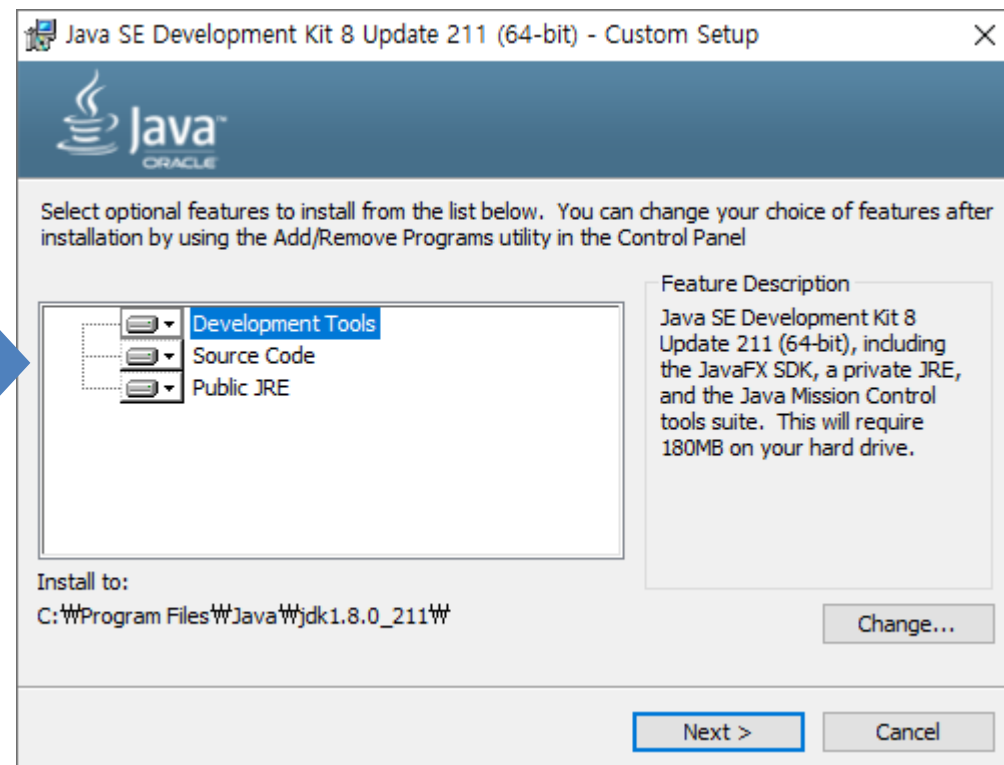 Java SE Development Kit 8 Update 211 (64-bit) - Custom Setup
Java™
ORACLE
Select optional features to install from the list below.  You can change your choice of features after
installation by using the Add/Remove Programs utility in the Control Panel
Development Tools
Source Code
Public JRE
Feature Description
Java SE Development Kit 8
Update 211 (64-bit), including
the JavaFX SDK, a private JRE,
and the Java Mission Control
tools suite.  This will require
180MB on your hard drive.
Install to:
C:₩Program Files₩Java₩jdk1.8.0_211₩
Change...
Next >
Cancel